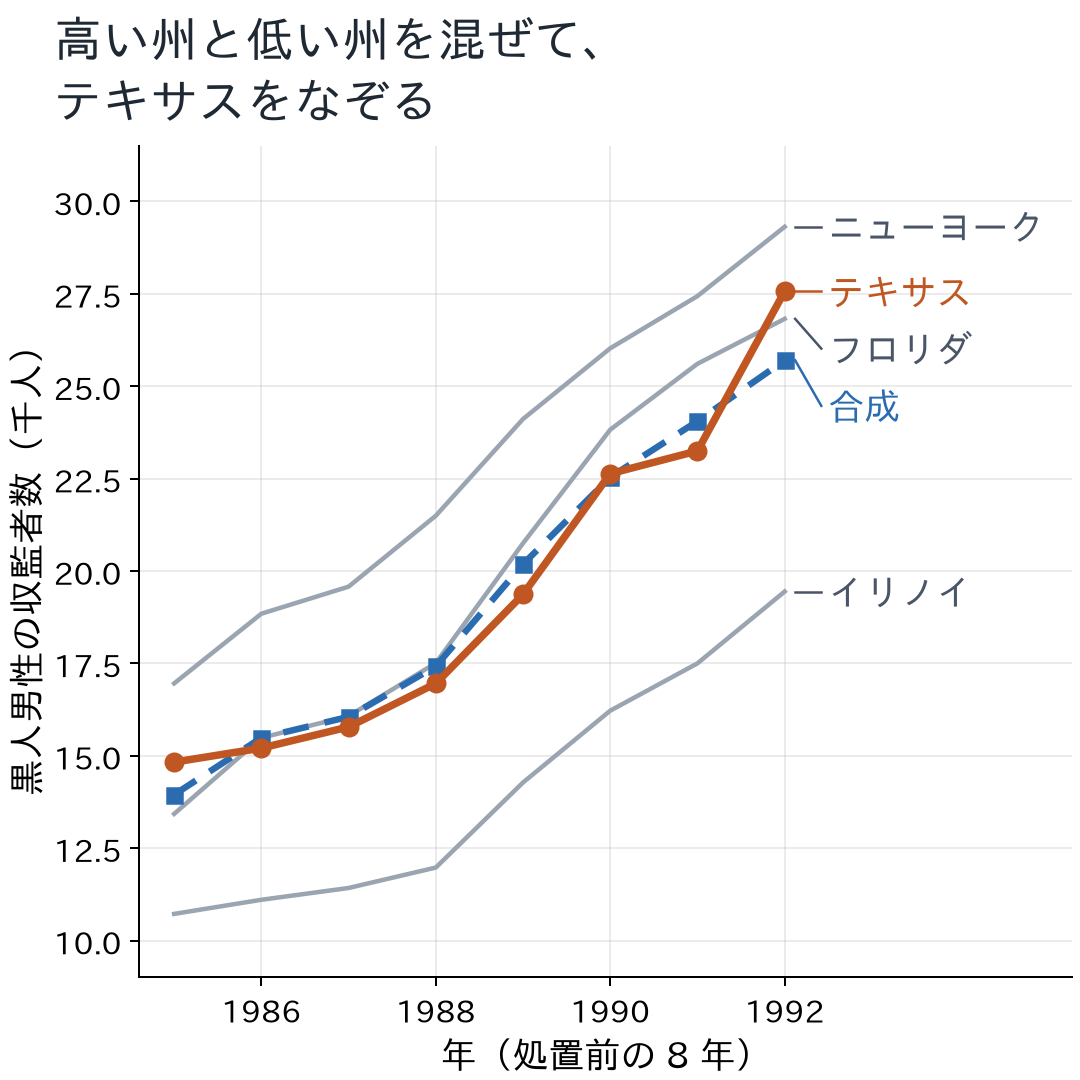 高い州と低い州を混ぜて、
テキサスをなぞる
黒人男性の収監者数（千人）
30.0
27.5
25.0
22.5
20.0
17.5
15.0
12.5
10.0
ニューヨーク
テキサス
フロリダ
合成
イリノイ
1986
1988
1990
1992
年（処置前の 8 年）